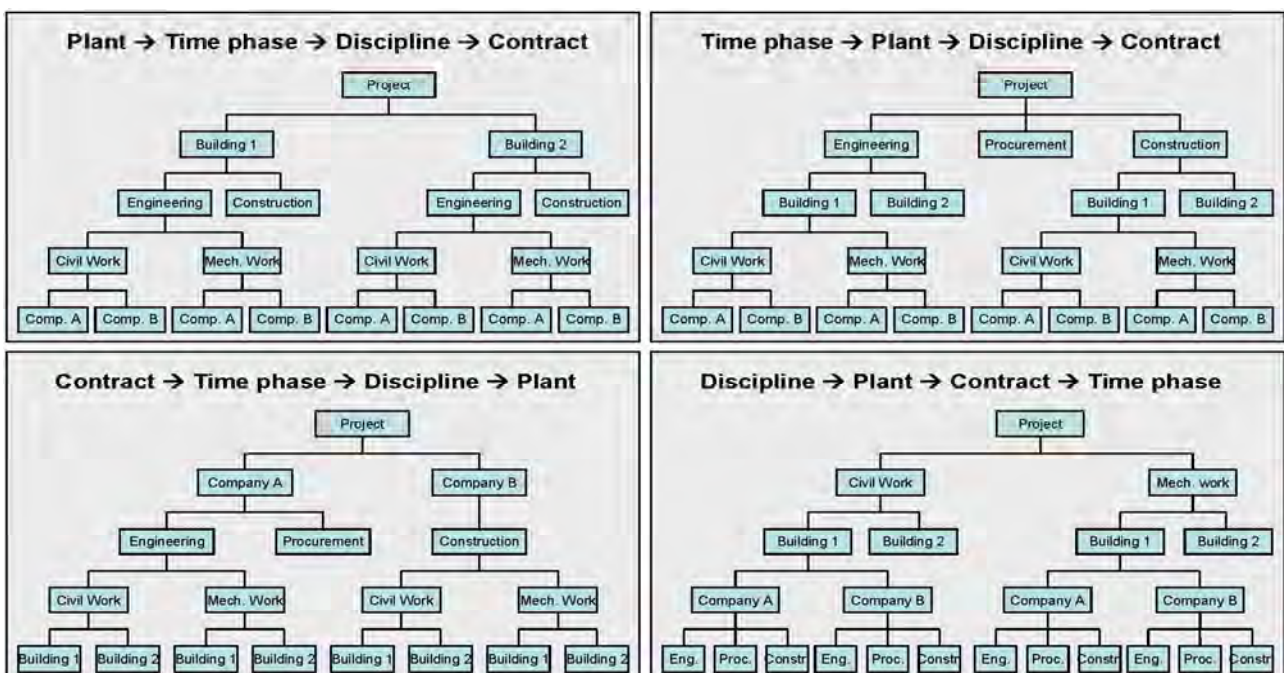 Plant → Time phase → Discipline → Contract
Project
Building 1 Building 2
Engineering Construction Engineering Construction
Civil Work Mech. Work Civil Work Mech. Work
Comp. A Comp. B Comp. A Comp. B Comp. A Comp. B Comp. A Comp. B
Time phase → Plant → Discipline → Contract
Project
Engineering Procurement Construction
Building 1 Building 2 Building 1 Building 2
Civil Work Mech. Work Civil Work Mech. Work
Comp. A Comp. B Comp. A Comp. B Comp. A Comp. B Comp. A Comp. B
Contract → Time phase → Discipline → Plant
Project
Company A Company B
Engineering Procurement Construction
Civil Work Mech. Work Civil Work Mech. Work
Building 1 Building 2 Building 1 Building 2 Building 1 Building 2 Building 1 Building 2
Discipline → Plant → Contract → Time phase
Project
Civil Work Mech. work
Building 1 Building 2 Building 1 Building 2
Company A Company B Company A Company B
Eng. Proc. Constr Eng. Proc. Constr Eng. Proc. Constr Eng. Proc. Constr